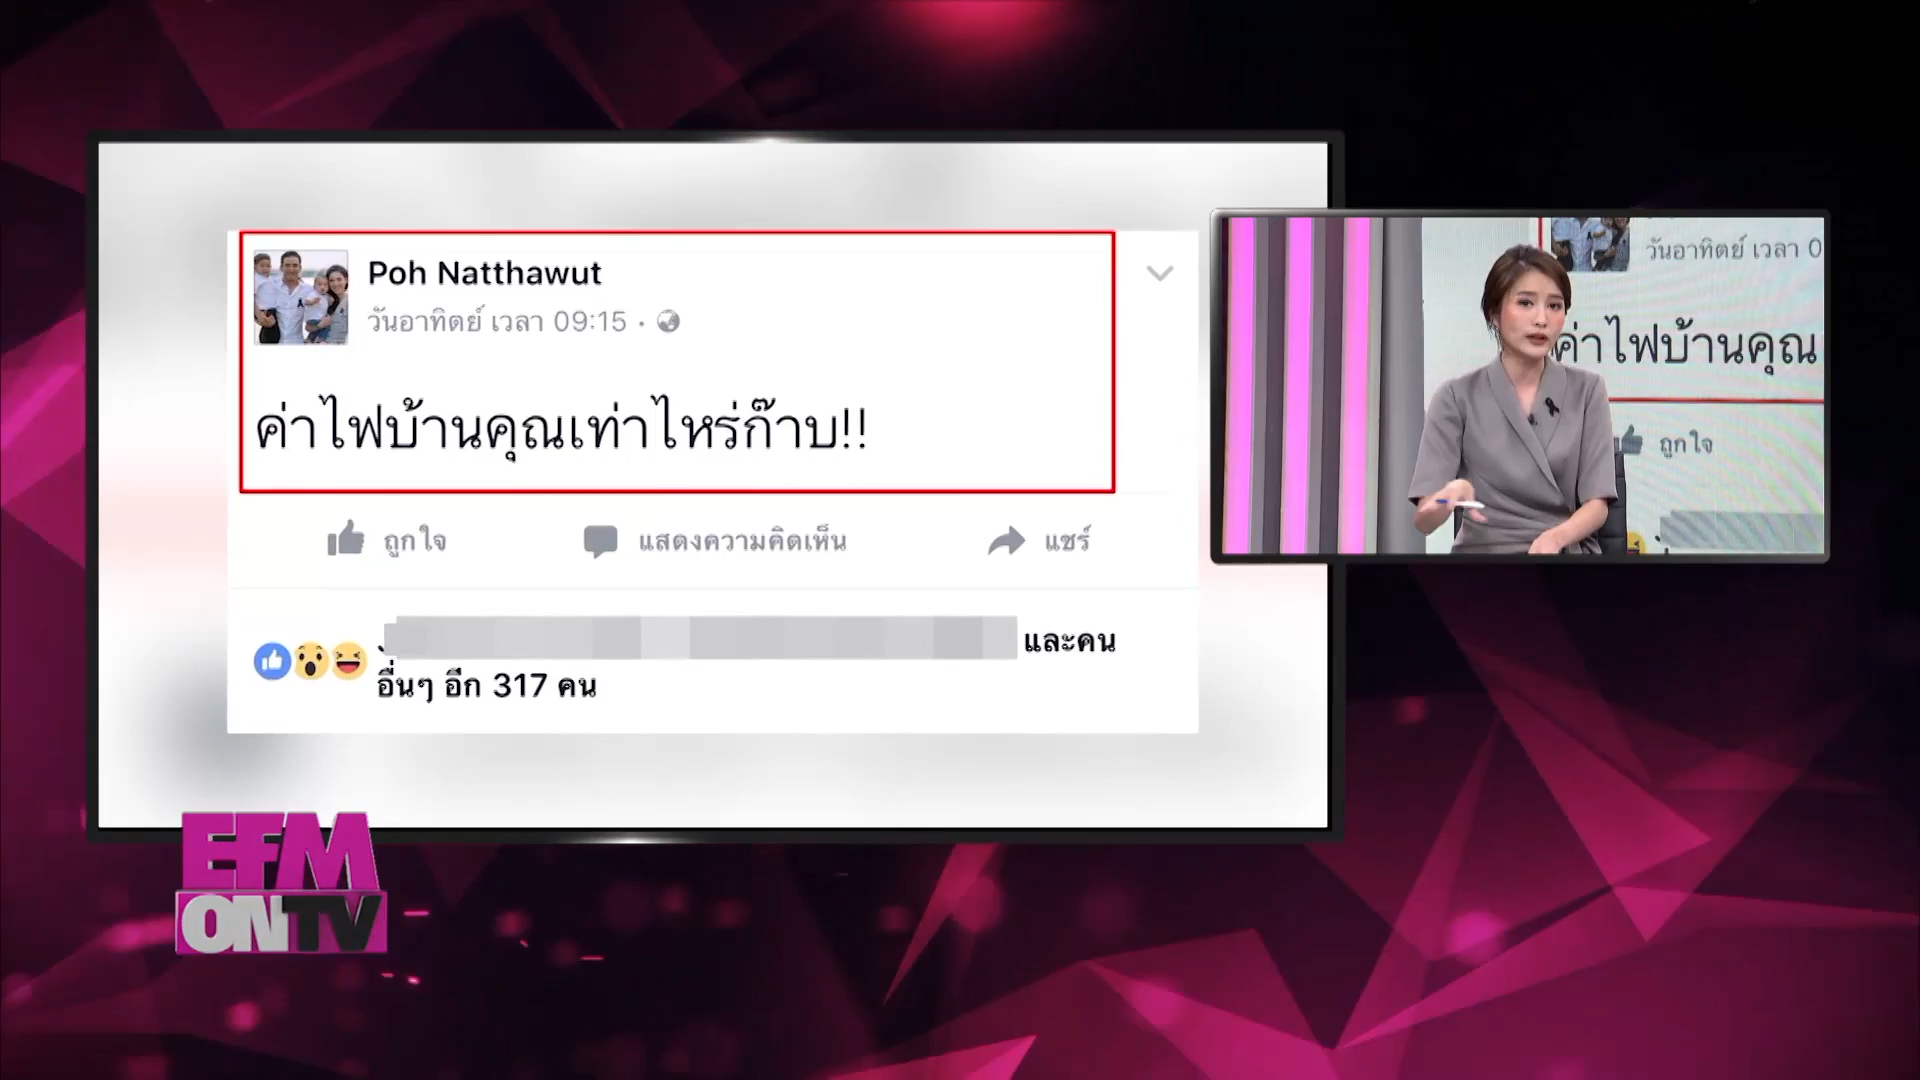 Poh Natthawut
วันอาทิตย์ เวลา 09:15 ·
ค่าไฟบ้านคุณเท่าไหร่ก๊าบ!!
ถูกใจ แสดงความคิดเห็น แชร์
และคน
อื่นๆ อีก 317 คน
วันอาทิตย์ เวลา 0
ค่าไฟบ้านคุณ
ถูกใจ
EFM
ONTV